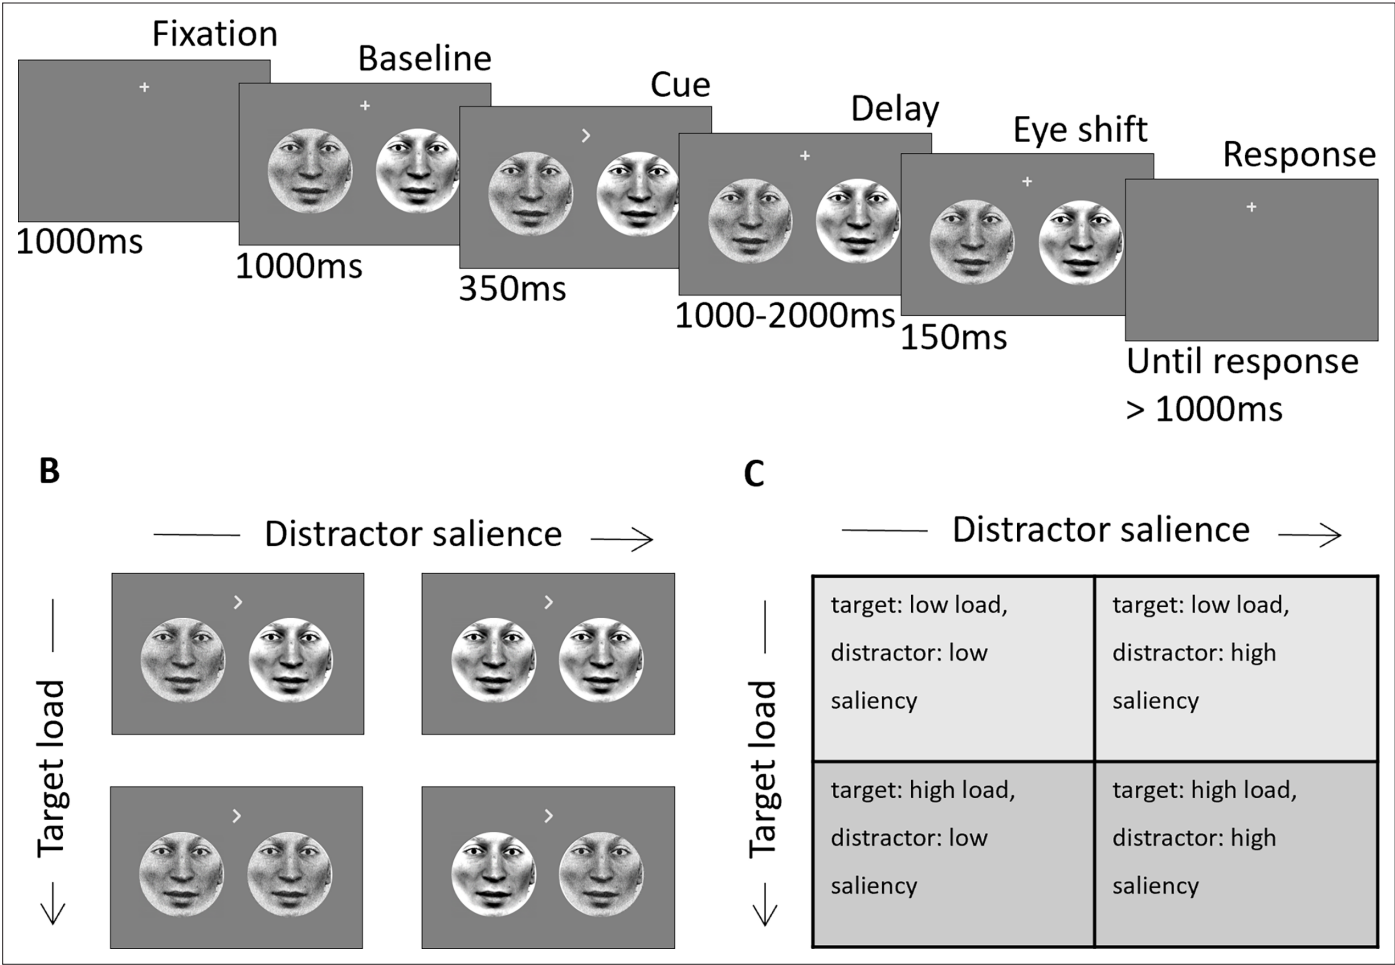 Fixation
Baseline
Cue
Delay
Eye shift
Response
1000ms
1000ms
350ms
1000-2000ms
150ms
Until response
> 1000ms
B
Distractor salience
Target load
C
Distractor salience
Target load
target: low load,
distractor: low
saliency
target: low load,
distractor: high
saliency
target: high load,
distractor: low
saliency
target: high load,
distractor: high
saliency